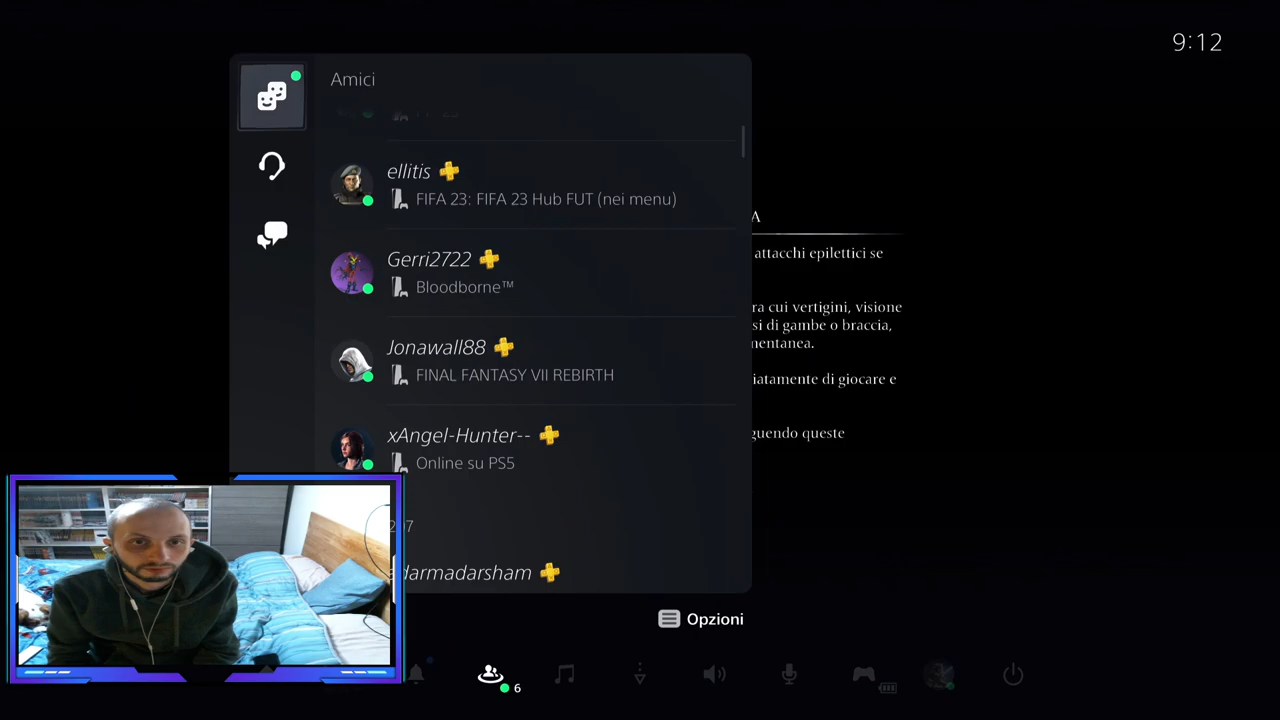 9:12
Amici
ellitis
FIFA 23: FIFA 23 Hub FUT (nei menu)
Gerri2722
Bloodborne™
Jonawall88
FINAL FANTASY VII REBIRTH
xAngel-Hunter--
Online su PS5
darmadarsham
A
attacchi epilettici se
ra cui vertigini, visione
si di gambe o braccia,
nentanea.
iatamente di giocare e
guendo queste
Opzioni
6